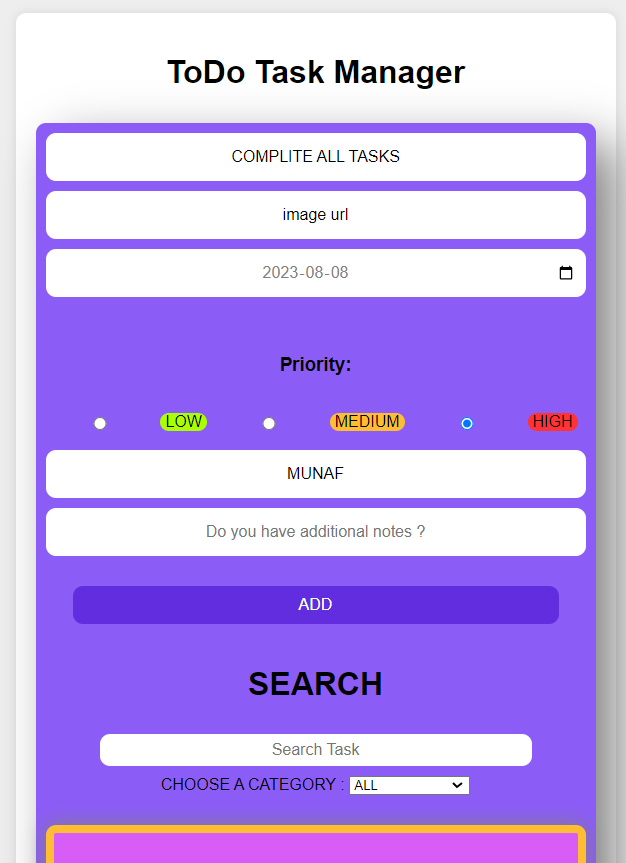 ToDo Task Manager
COMPLITE ALL TASKS
image url
2023-08-08
Priority:
LOW MEDIUM HIGH
MUNAF
Do you have additional notes ?
ADD
SEARCH
Search Task
CHOOSE A CATEGORY : ALL